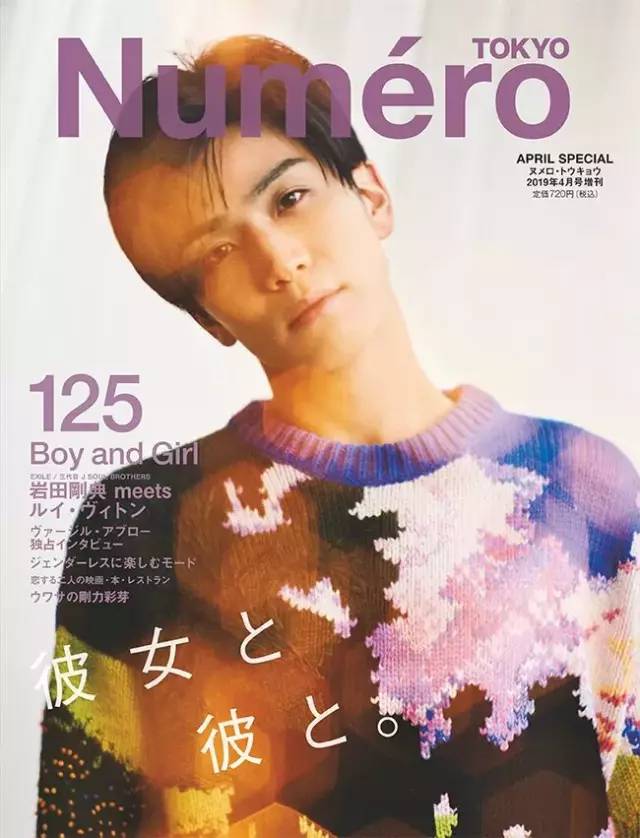 TOKYO
Numéro
APRIL SPECIAL
ヌメロ・トウキョウ
2019年4月号増刊
定価720円(税込)
125
Boy and Girl
EXILE / 三代目 J SOUL BROTHERS
岩田剛典 meets
ルイ・ヴィトン
ヴァージル・アブロー
独占インタビュー
ジェンダーレスに楽しむモード
恋する二人の映画・本・レストラン
ウワサの剛力彩芽
彼女と
彼と。